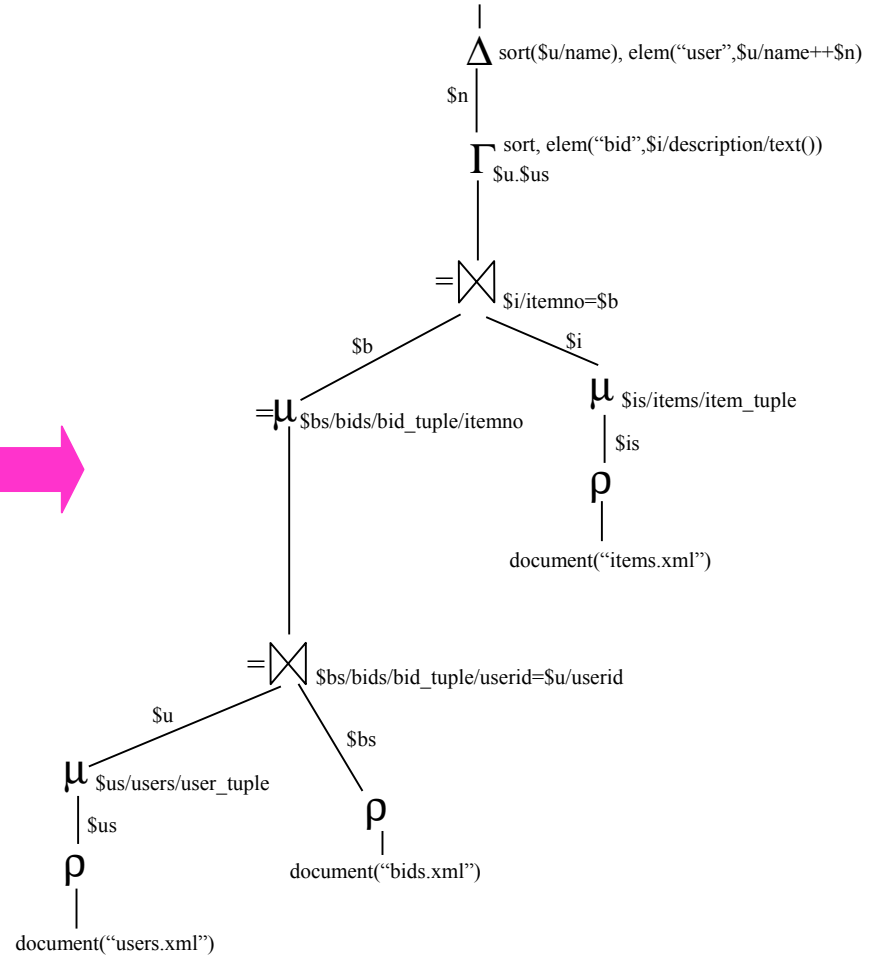 Δ sort($u/name), elem(“user”,$u/name++$n)
$n
Γ sort, elem(“bid”,$i/description/text())
$u.$us
=⋈ $i/itemno=$b
$b
$i
=μ $bs/bids/bid_tuple/itemno
μ $is/items/item_tuple
$is
ρ
document(“items.xml”)
=⋈ $bs/bids/bid_tuple/userid=$u/userid
$u
$bs
μ $us/users/user_tuple
ρ
$us
document(“bids.xml”)
ρ
document(“users.xml”)